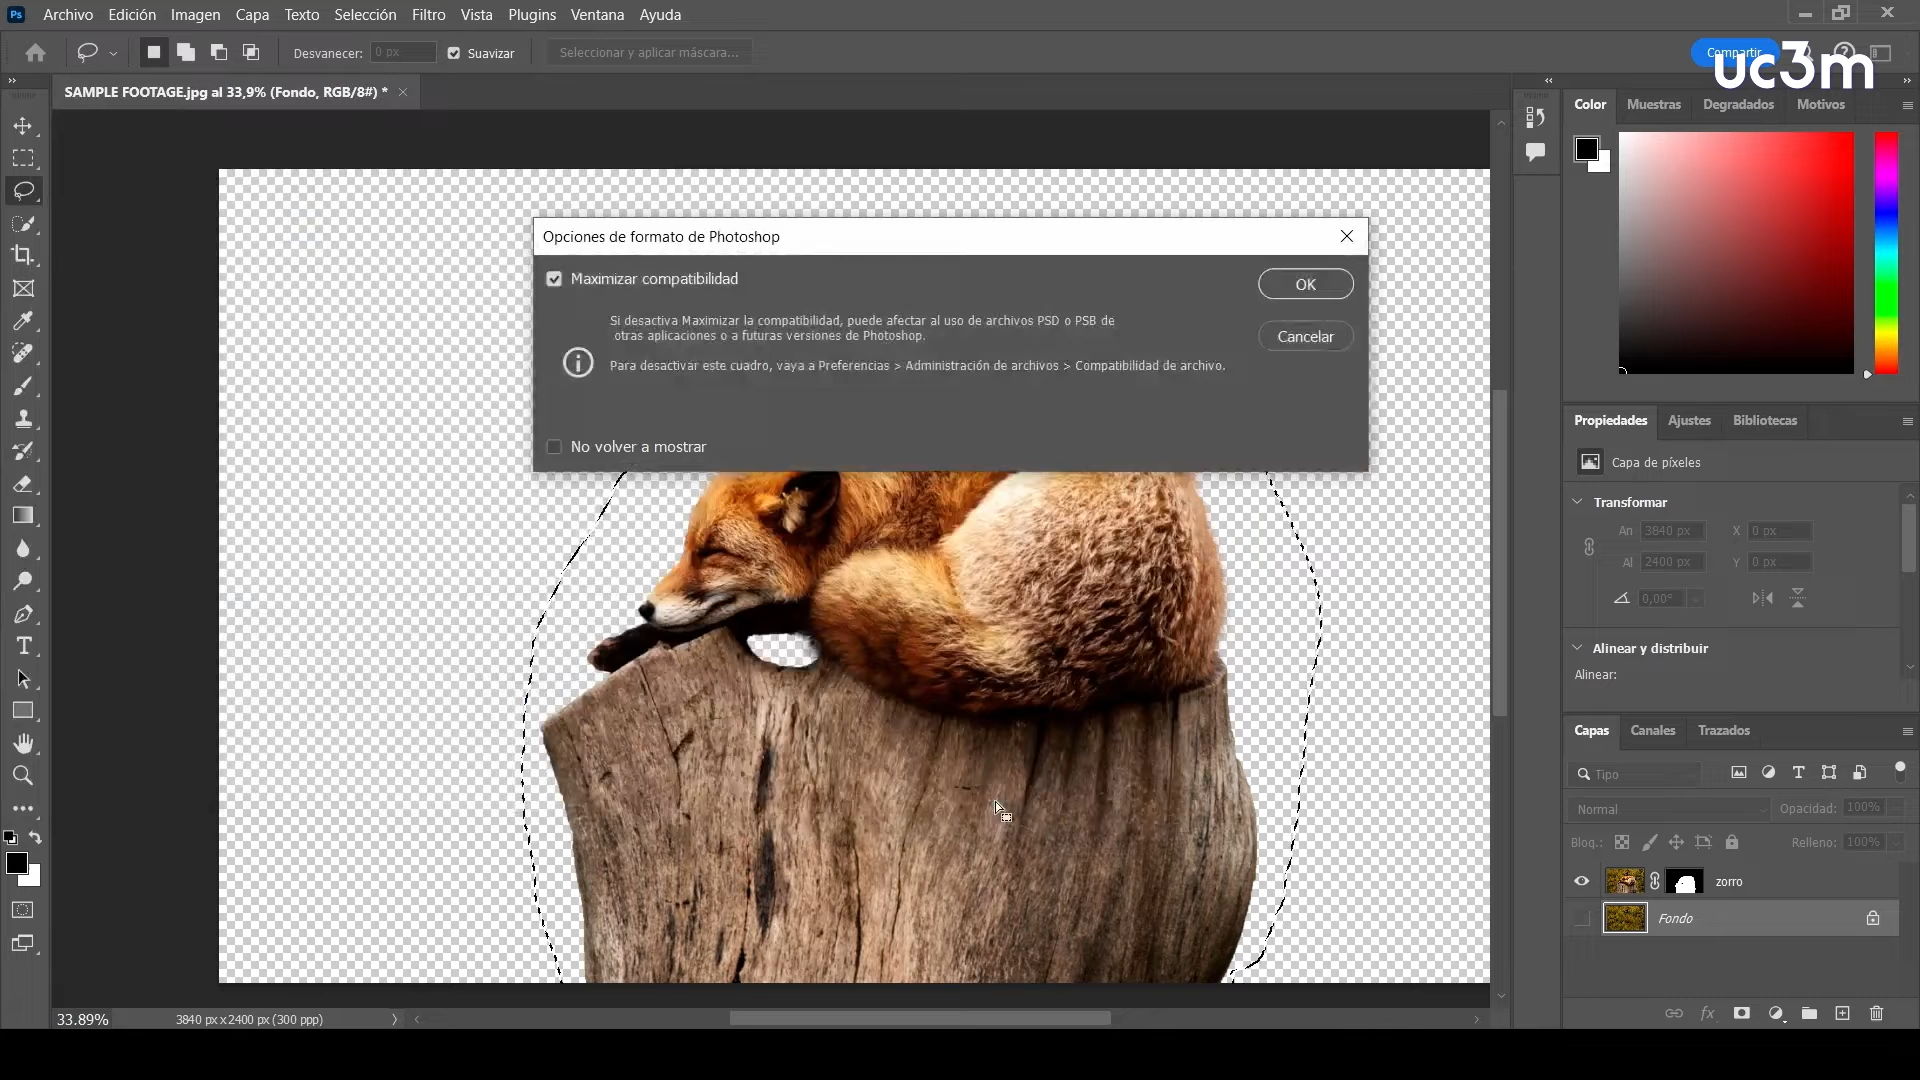 Ps Archivo Edición Imagen Capa Texto Selección Filtro Vista Plugins Ventana Ayuda
Desvanecer: 0 px Suavizar Seleccionar y aplicar máscara... Compartir
uc3m
SAMPLE FOOTAGE.jpg al 33,9% (Fondo, RGB/8#) *
Color Muestras Degradados Motivos
Opciones de formato de Photoshop
Maximizar compatibilidad
OK
Si desactiva Maximizar la compatibilidad, puede afectar al uso de archivos PSD o PSB de
otras aplicaciones o a futuras versiones de Photoshop.
Cancelar
Para desactivar este cuadro, vaya a Preferencias > Administración de archivos > Compatibilidad de archivo.
No volver a mostrar
Propiedades Ajustes Bibliotecas
Capa de píxeles
Transformar
An 3840 px X 0 px
Al 2400 px Y 0 px
0,00°
Alinear y distribuir
Alinear:
Capas Canales Trazados
Tipo
Normal Opacidad: 100%
Bloq.: Relleno: 100%
zorro
Fondo
fx
33.89% 3840 px x 2400 px (300 ppp)